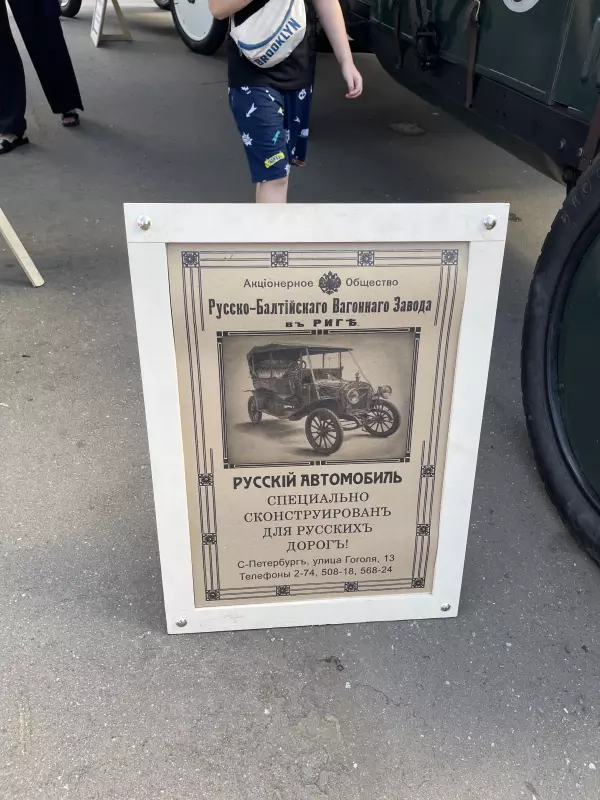 BROOKLYN
Акціонерное Общество
Русско-Балтійскаго Вагоннаго Завода
въ РИГѢ
РУССКІЙ АВТОМОБИЛЬ
СПЕЦИАЛЬНО
СКОНСТРУИРОВАНЪ
ДЛЯ РУССКИХЪ
ДОРОГЪ!
С-Петербургъ, улица Гоголя, 13
Телефоны 2-74, 508-18, 568-24